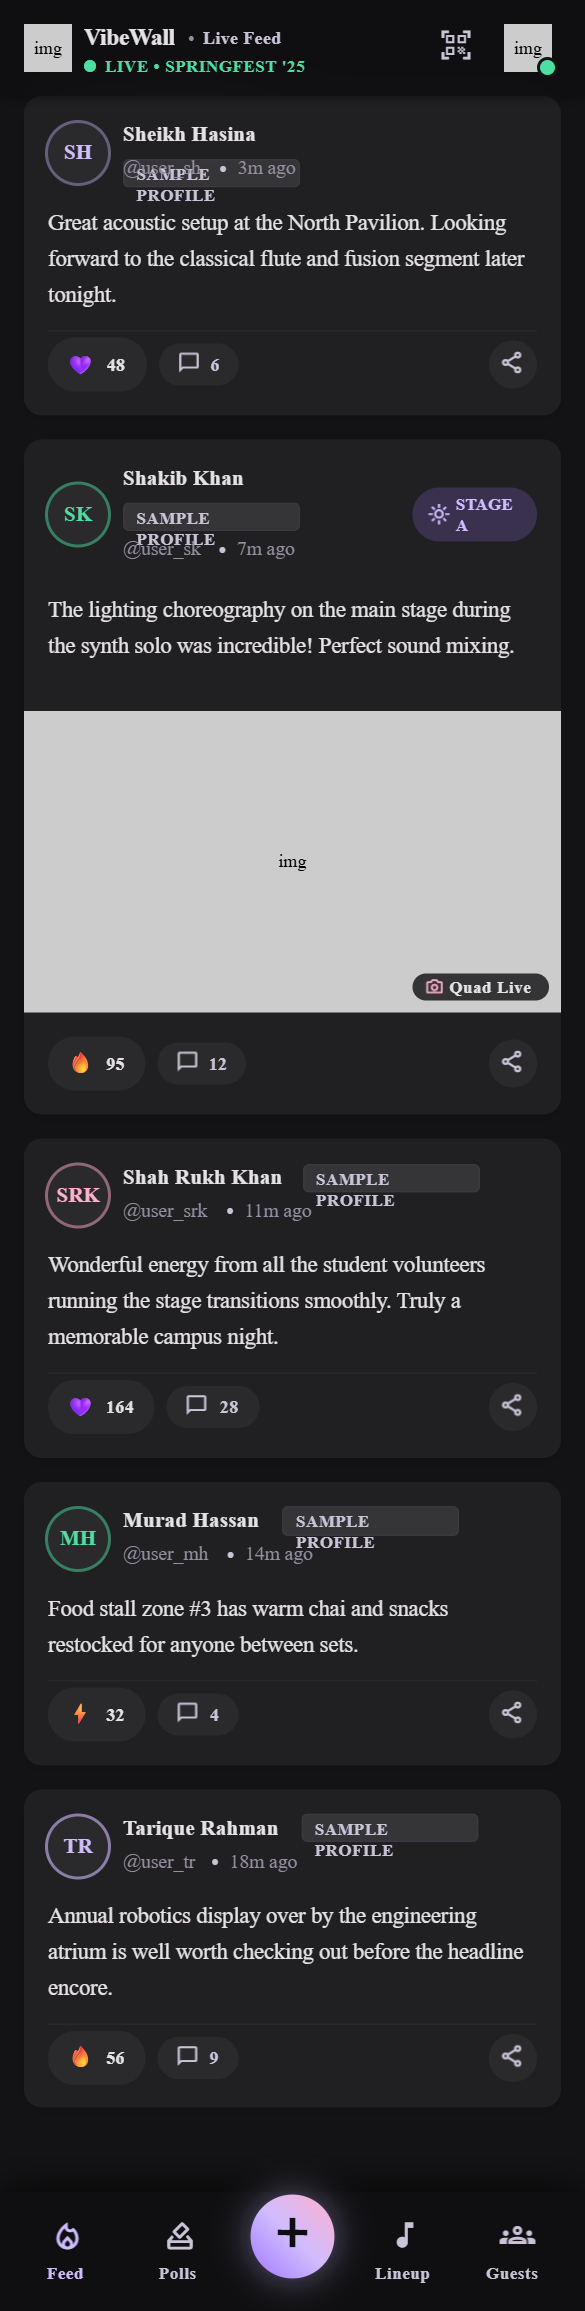 img
VibeWall • Live Feed
LIVE • SPRINGFEST '25
img
SH
Sheikh Hasina
SAMPLE
PROFILE
@user_sh • 3m ago
Great acoustic setup at the North Pavilion. Looking
forward to the classical flute and fusion segment later
tonight.
48
6
SK
Shakib Khan
SAMPLE
PROFILE
@user_sk • 7m ago
STAGE
A
The lighting choreography on the main stage during
the synth solo was incredible! Perfect sound mixing.
img
Quad Live
95
12
SRK
Shah Rukh Khan
SAMPLE
PROFILE
@user_srk • 11m ago
Wonderful energy from all the student volunteers
running the stage transitions smoothly. Truly a
memorable campus night.
164
28
MH
Murad Hassan
SAMPLE
PROFILE
@user_mh • 14m ago
Food stall zone #3 has warm chai and snacks
restocked for anyone between sets.
32
4
TR
Tarique Rahman
SAMPLE
PROFILE
@user_tr • 18m ago
Annual robotics display over by the engineering
atrium is well worth checking out before the headline
encore.
56
9
Feed
Polls
+
Lineup
Guests